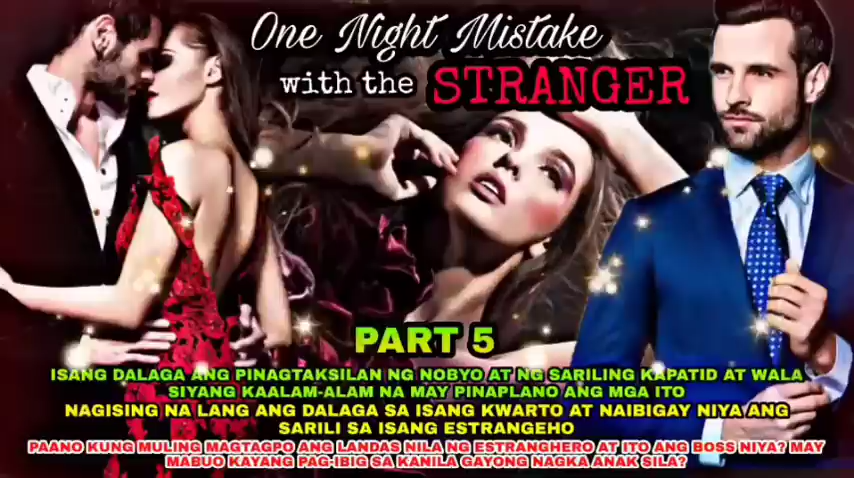 One Night Mistake
with the STRANGER
PART 5
ISANG DALAGA ANG PINAGTAKSILAN NG NOBYO AT NG SARILING KAPATID AT WALA
SIYANG KAALAM-ALAM NA MAY PINAPLANO ANG MGA ITO
NAGISING NA LANG ANG DALAGA SA ISANG KWARTO AT NAIBIGAY NIYA ANG
SARILI SA ISANG ESTRANGEHO
PAANO KUNG MULING MAGTAGPO ANG LANDAS NILA NG ESTRANGHERO AT ITO ANG BOSS NIYA? MAY
MABUO KAYANG PAG-IBIG SA KANILA GAYONG NAGKA ANAK SILA?